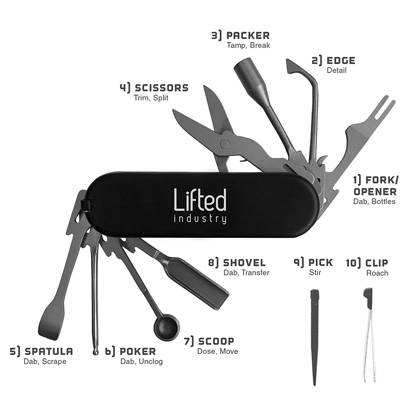 3) PACKER
Tamp, Break
2) EDGE
Detail
4) SCISSORS
Trim, Split
1) FORK/
OPENER
Dab, Bottles
Lifted
industry
8) SHOVEL
Dab, Transfer
9) PICK
Stir
10) CLIP
Roach
7) SCOOP
Dose, Move
5) SPATULA
Dab, Scrape
6) POKER
Dab, Unclog